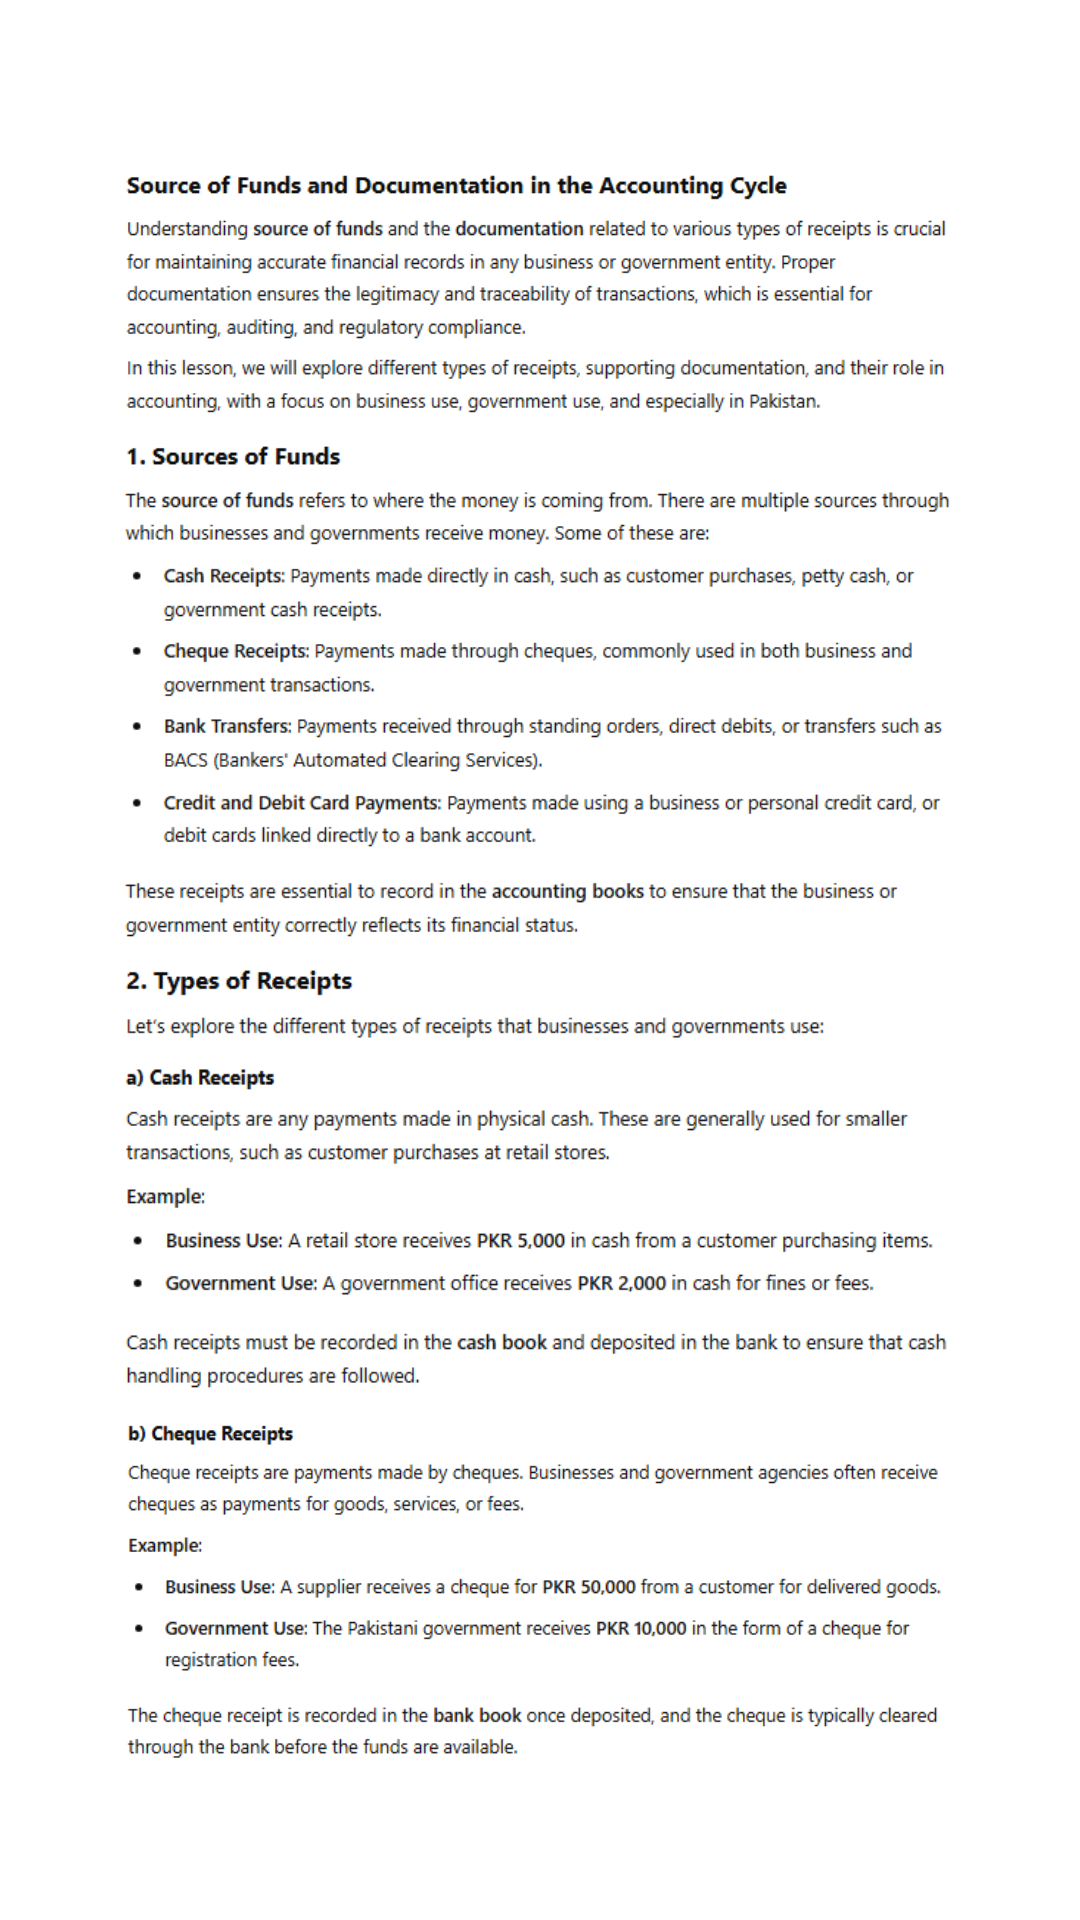 Source of Funds and Documentation in the Accounting Cycle
Understanding source of funds and the documentation related to various types of receipts is crucial
for maintaining accurate financial records in any business or government entity. Proper
documentation ensures the legitimacy and traceability of transactions, which is essential for
accounting, auditing, and regulatory compliance.
In this lesson, we will explore different types of receipts, supporting documentation, and their role in
accounting, with a focus on business use, government use, and especially in Pakistan.
1. Sources of Funds
The source of funds refers to where the money is coming from. There are multiple sources through
which businesses and governments receive money. Some of these are:
• Cash Receipts: Payments made directly in cash, such as customer purchases, petty cash, or
government cash receipts.
• Cheque Receipts: Payments made through cheques, commonly used in both business and
government transactions.
• Bank Transfers: Payments received through standing orders, direct debits, or transfers such as
BACS (Bankers' Automated Clearing Services).
• Credit and Debit Card Payments: Payments made using a business or personal credit card, or
debit cards linked directly to a bank account.
These receipts are essential to record in the accounting books to ensure that the business or
government entity correctly reflects its financial status.
2. Types of Receipts
Let's explore the different types of receipts that businesses and governments use:
a) Cash Receipts
Cash receipts are any payments made in physical cash. These are generally used for smaller
transactions, such as customer purchases at retail stores.
Example:
• Business Use: A retail store receives PKR 5,000 in cash from a customer purchasing items.
• Government Use: A government office receives PKR 2,000 in cash for fines or fees.
Cash receipts must be recorded in the cash book and deposited in the bank to ensure that cash
handling procedures are followed.
b) Cheque Receipts
Cheque receipts are payments made by cheques. Businesses and government agencies often receive
cheques as payments for goods, services, or fees.
Example:
• Business Use: A supplier receives a cheque for PKR 50,000 from a customer for delivered goods.
• Government Use: The Pakistani government receives PKR 10,000 in the form of a cheque for
registration fees.
The cheque receipt is recorded in the bank book once deposited, and the cheque is typically cleared
through the bank before the funds are available.